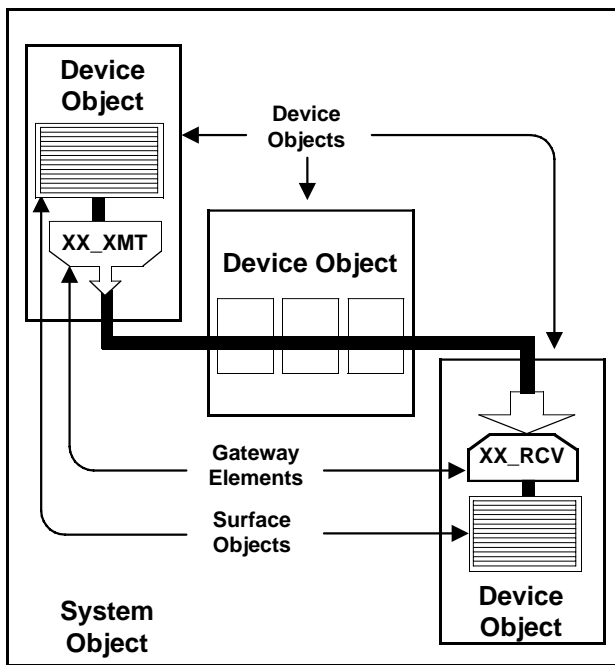 Device
Object
Device
Objects
XX_XMT
Device Object
XX_RCV
Gateway
Elements
Surface
Objects
Device
Object
System
Object